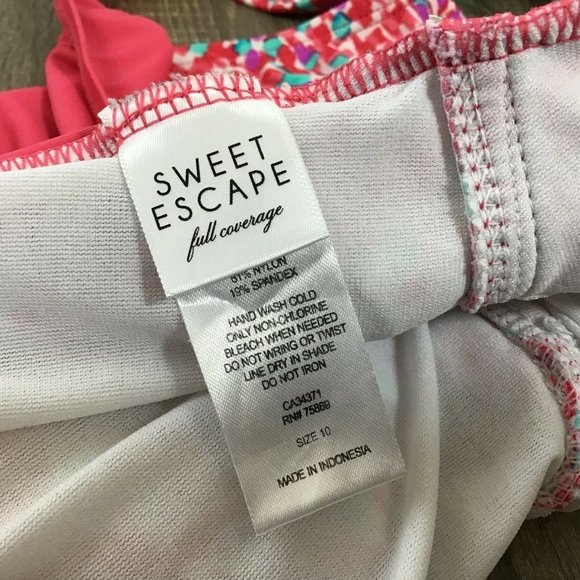 SWEET
ESCAPE
full coverage
81% NYLON
19% SPANDEX
HAND WASH COLD
ONLY NON-CHLORINE
BLEACH WHEN NEEDED
DO NOT WRING OR TWIST
LINE DRY IN SHADE
DO NOT IRON
CA34371
RN# 75869
SIZE 10
MADE IN INDONESIA